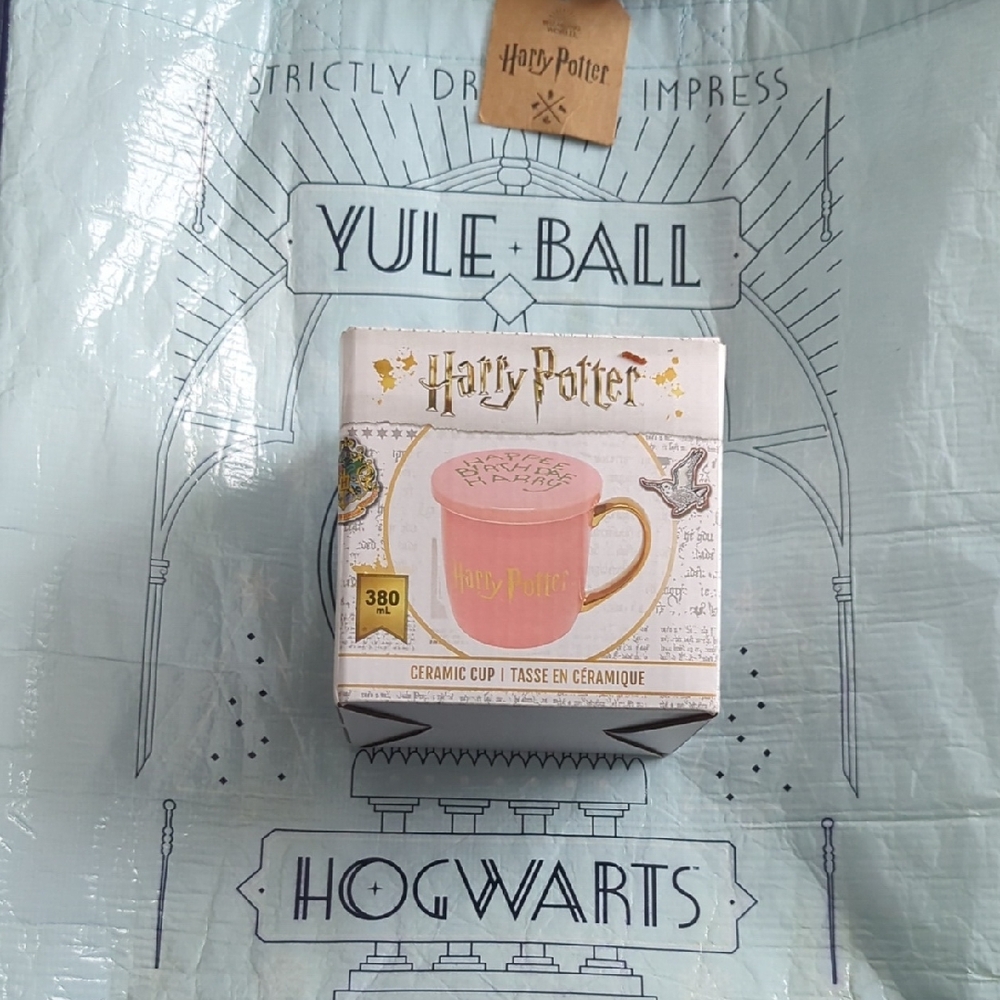 Harry Potter
STRICTLY DR IMPRESS
YULE BALL
Harry Potter
HAPPEE
BIRTHDAE
HARRY
Harry Potter
380
mL
CERAMIC CUP | TASSE EN CÉRAMIQUE
HOGWARTS™